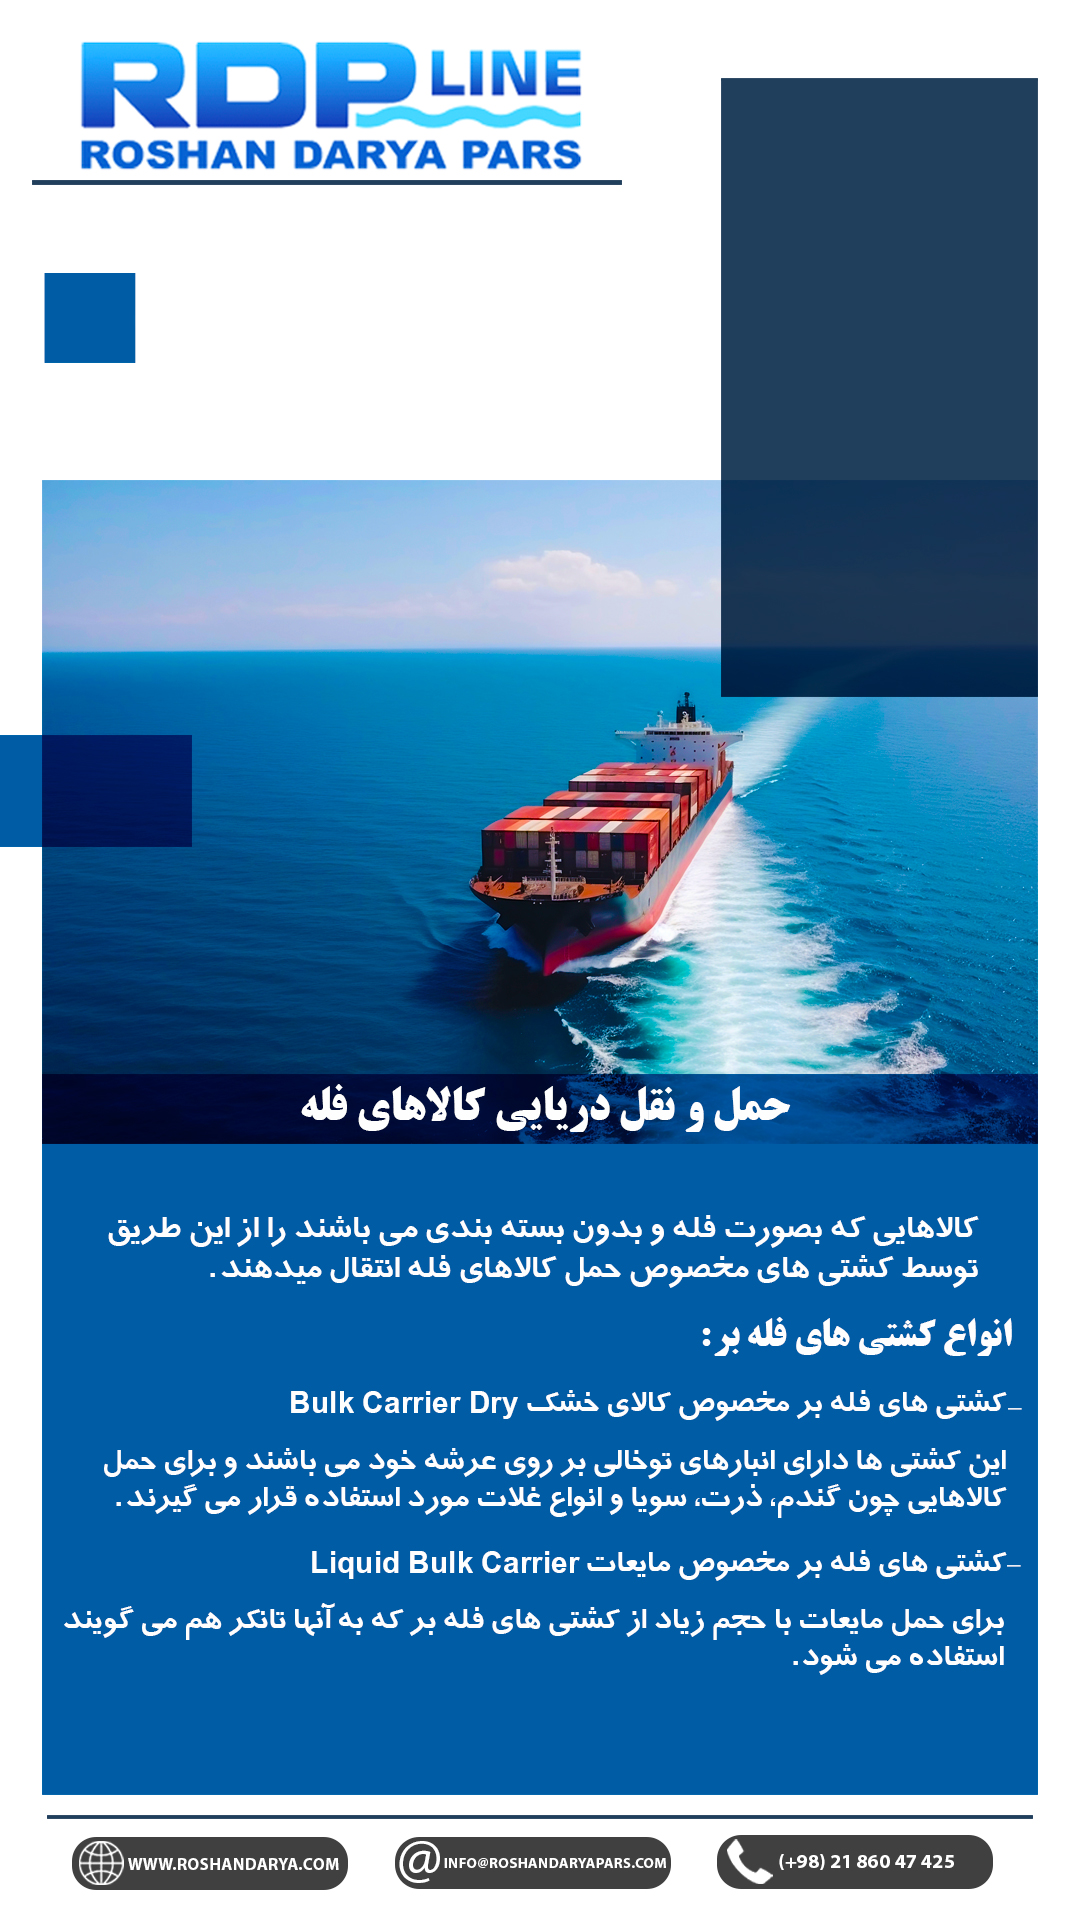 RDP LINE
ROSHAN DARYA PARS
حمل و نقل دریایی کالاهای فله
کالاهایی که بصورت فله و بدون بسته بندی می باشند را از این طریق
توسط کشتی های مخصوص حمل کالاهای فله انتقال میدهند.
انواع کشتی های فله بر:
-کشتی های فله بر مخصوص کالای خشک Bulk Carrier Dry
این کشتی ها دارای انبارهای توخالی بر روی عرشه خود می باشند و برای حمل
کالاهایی چون گندم، ذرت، سویا و انواع غلات مورد استفاده قرار می گیرند.
-کشتی های فله بر مخصوص مایعات Liquid Bulk Carrier
برای حمل مایعات با حجم زیاد از کشتی های فله بر که به آنها تانکر هم می گویند
استفاده می شود.
WWW.ROSHANDARYA.COM
@ INFO@ROSHANDARYAPARS.COM
(+98) 21 860 47 425